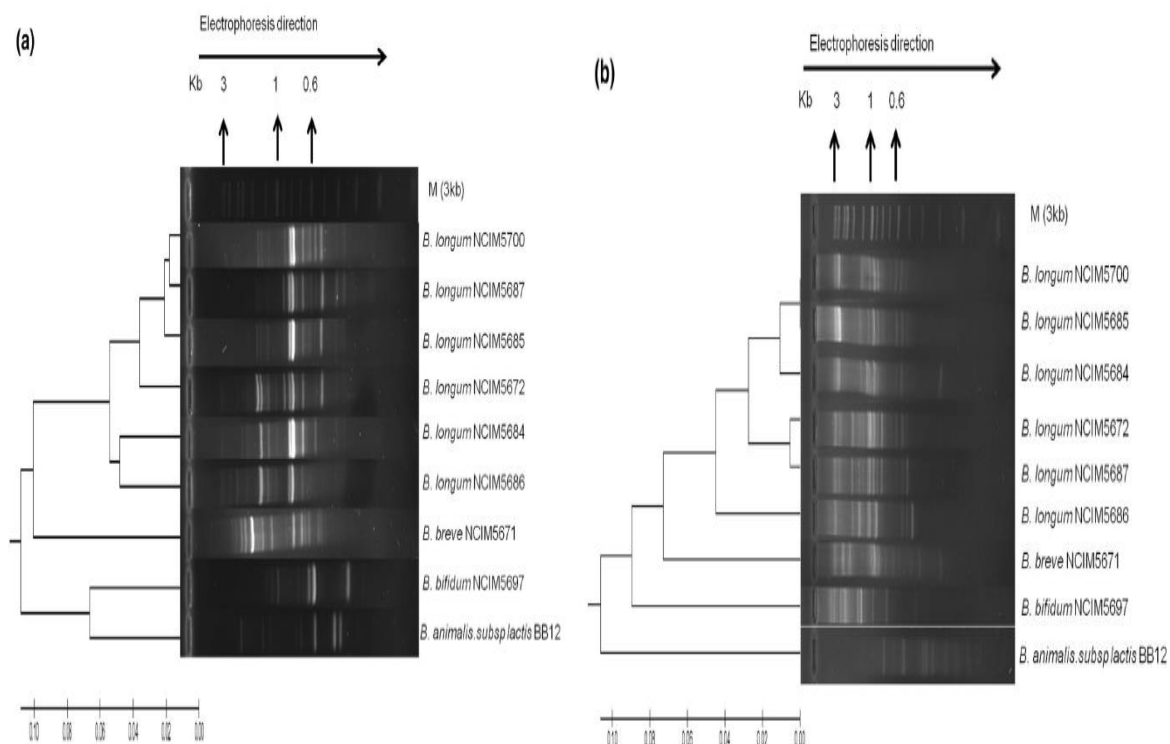 (a)
Electrophoresis direction
Kb 3 1 0.6
M (3kb)
B. longum NCIM5700
B. longum NCIM5687
B. longum NCIM5685
B. longum NCIM5672
B. longum NCIM5684
B. longum NCIM5686
B. breve NCIM5671
B. bifidum NCIM5697
B. animalis.subsp lactis BB12
0.10 0.08 0.06 0.04 0.02 0.00
(b)
Electrophoresis direction
Kb 3 1 0.6
M (3kb)
B. longum NCIM5700
B. longum NCIM5685
B. longum NCIM5684
B. longum NCIM5672
B. longum NCIM5687
B. longum NCIM5686
B. breve NCIM5671
B. bifidum NCIM5697
B. animalis.subsp lactis BB12
0.10 0.08 0.06 0.04 0.02 0.00